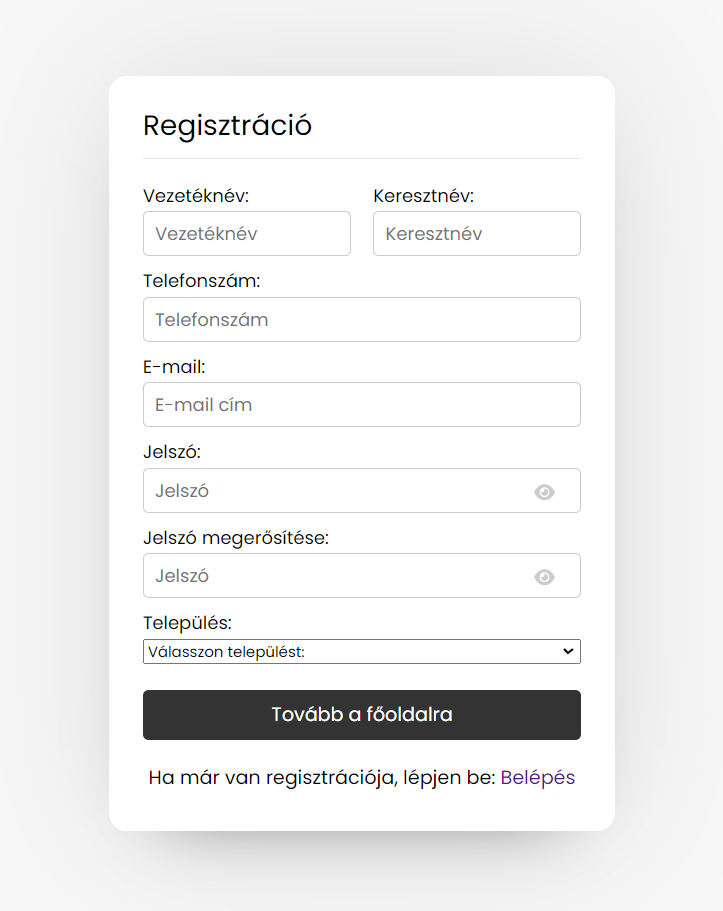 Regisztráció
Vezetéknév: Keresztnév:
Vezetéknév Keresztnév
Telefonszám:
Telefonszám
E-mail:
E-mail cím
Jelszó:
Jelszó
Jelszó megerősítése:
Jelszó
Település:
Válasszon települést:
Tovább a főoldalra
Ha már van regisztrációja, lépjen be: Belépés